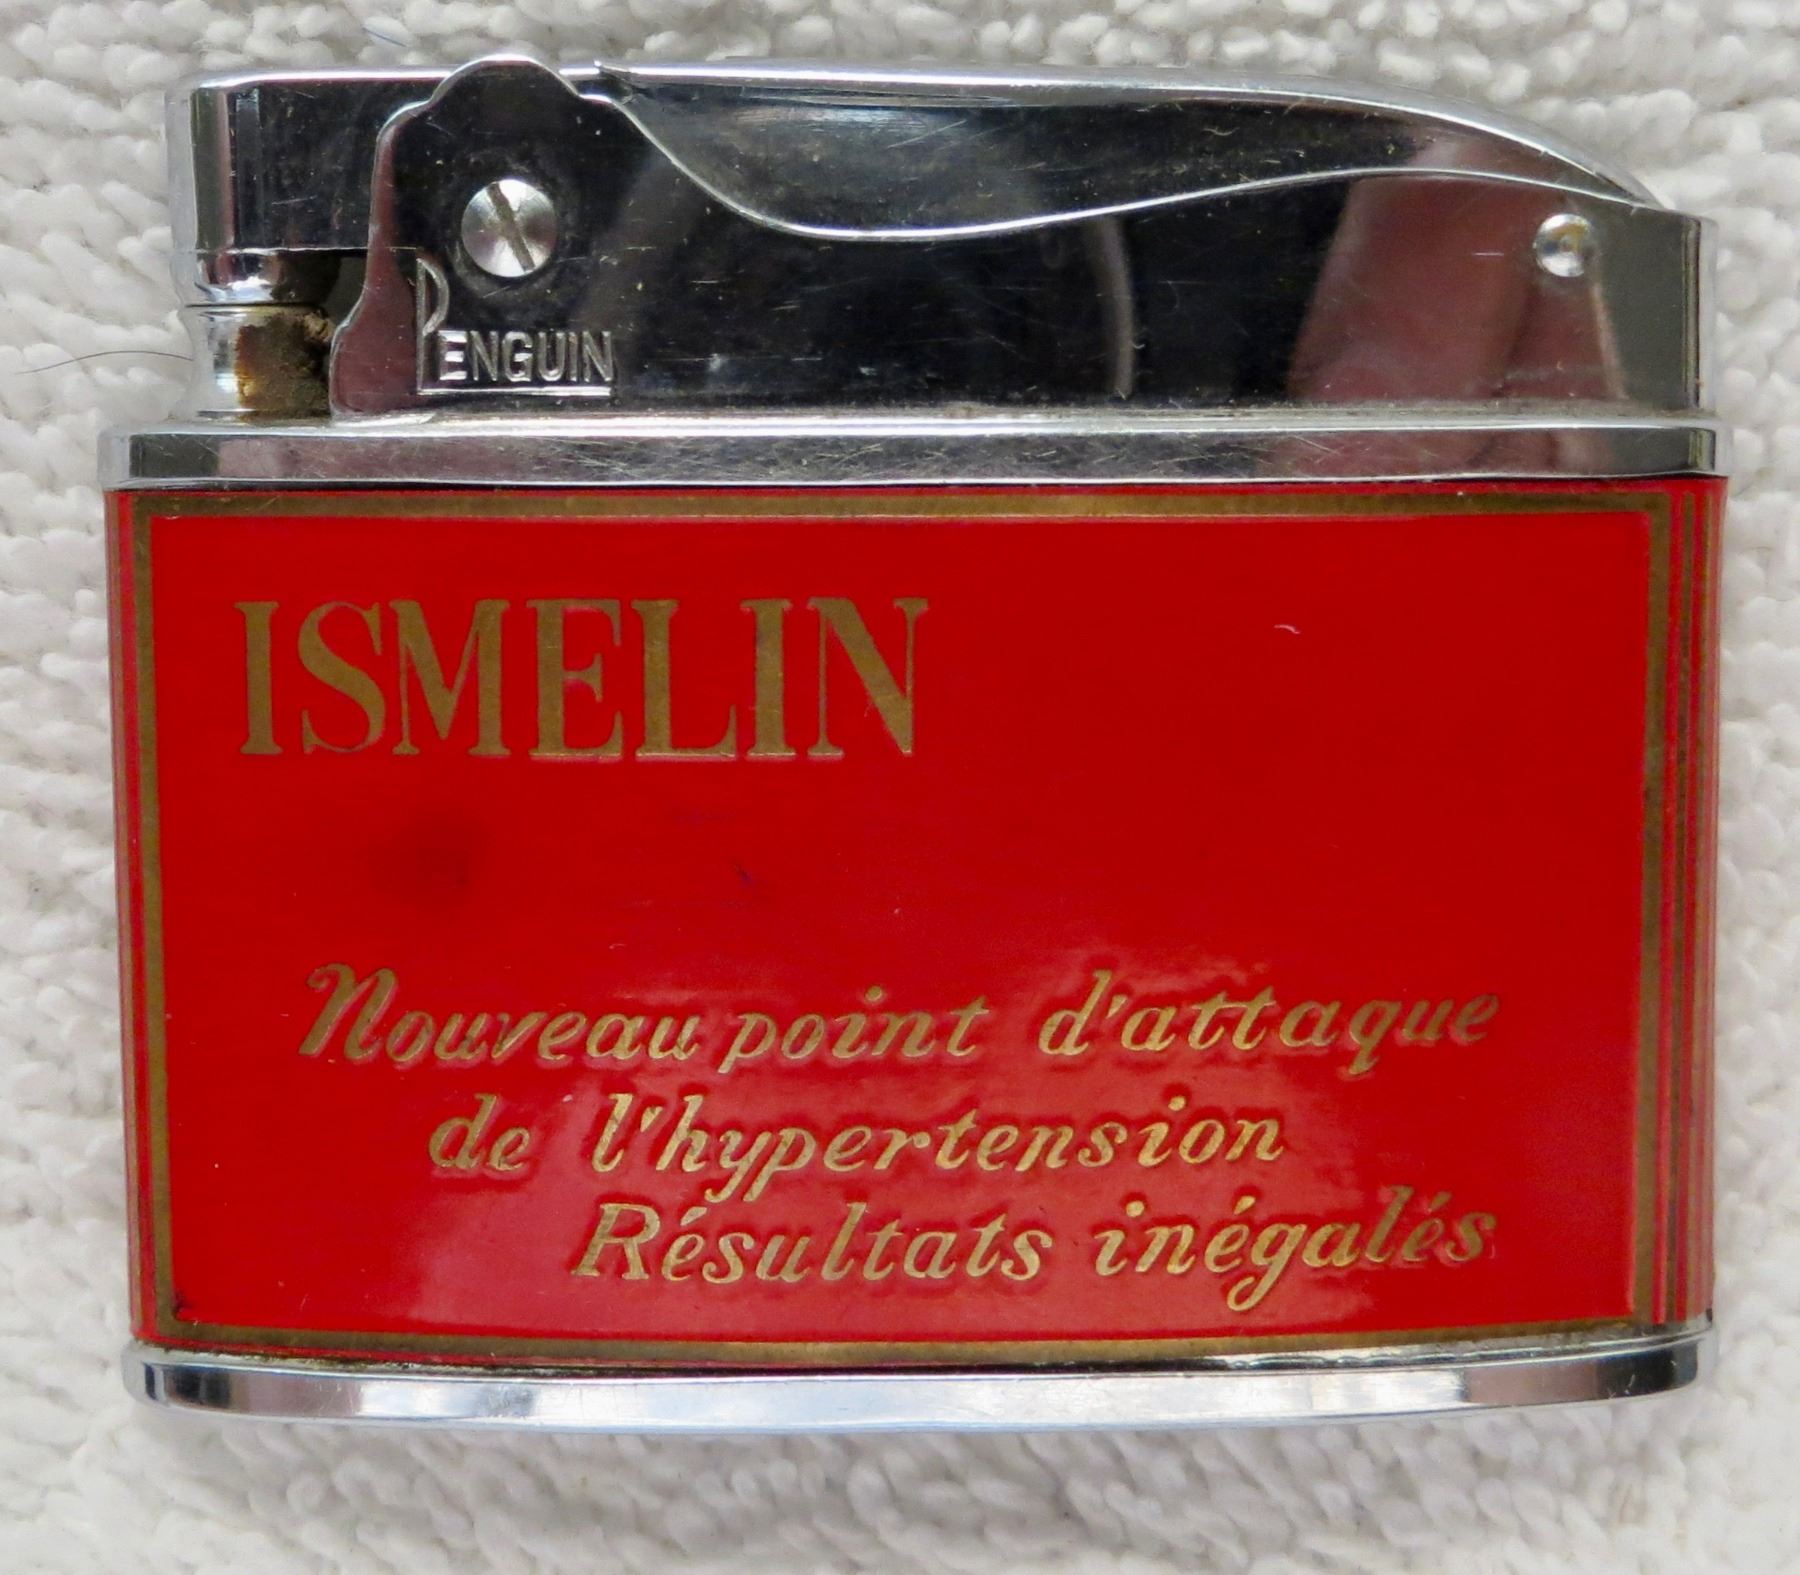 PENGUIN
ISMELIN
Nouveau point d'attaque
de l'hypertension
Résultats inégalés